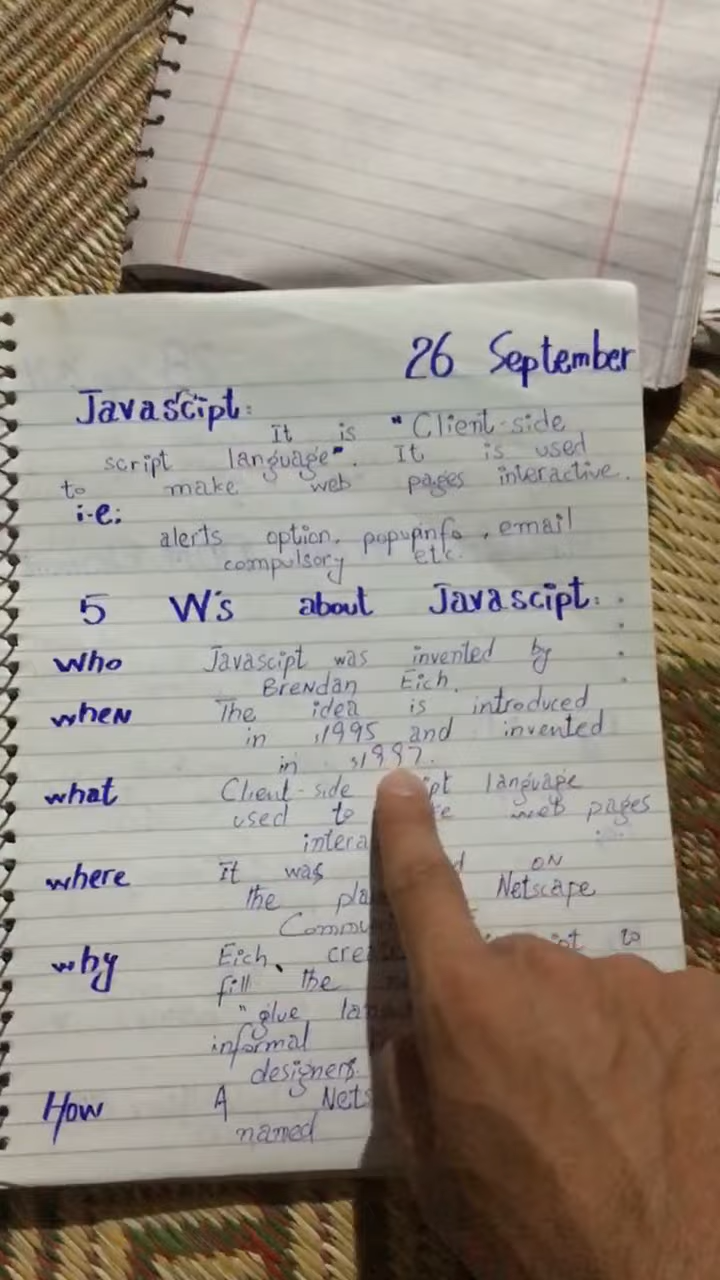 26 September
Javascript:
It is "Client-side
script language". It is used
to make web pages interactive.
i-e:
alerts option, popupinfo, email
compulsory etc.
5 W's about Javascipt:
Who Javascipt was invented by
Brendan Eich.
when The idea is introduced
in 1995 and invented
in 1997.
what Client-side language
used to web pages
where It was ON
the Netscape
why Eich, to
fill the
"glue
informal
designers.
How A
named